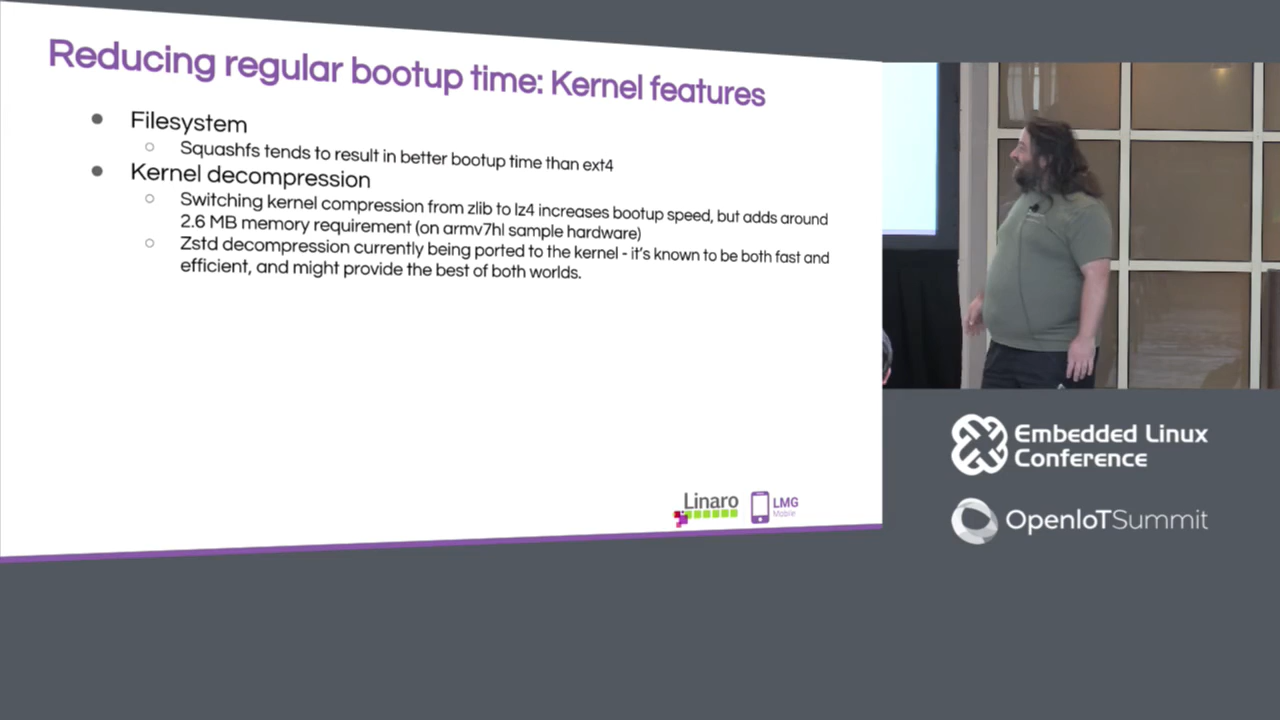 Reducing regular bootup time: Kernel features
Filesystem
Squashfs tends to result in better bootup time than ext4
Kernel decompression
Switching kernel compression from zlib to lz4 increases bootup speed, but adds around
2.6 MB memory requirement (on armv7hl sample hardware)
Zstd decompression currently being ported to the kernel - it's known to be both fast and
efficient, and might provide the best of both worlds.
Linaro
LMG
Mobile
Embedded Linux
Conference
OpenIoTSummit